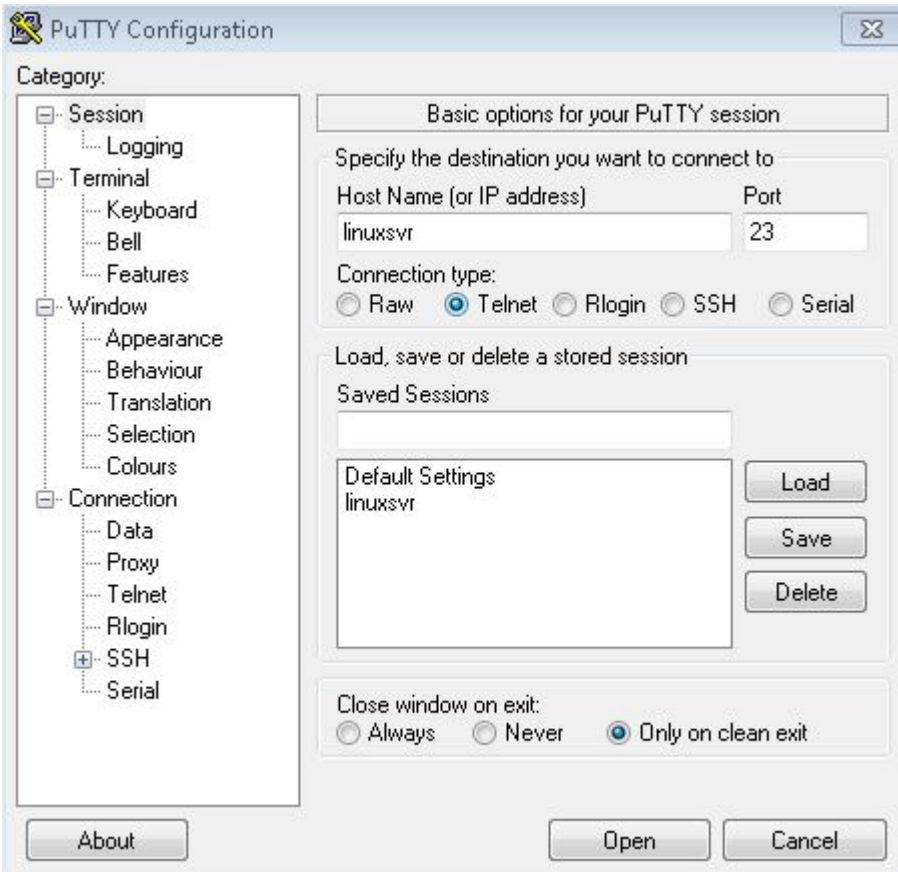 PuTTY Configuration
Category:
Session
Logging
Terminal
Keyboard
Bell
Features
Window
Appearance
Behaviour
Translation
Selection
Colours
Connection
Data
Proxy
Telnet
Rlogin
SSH
Serial
Basic options for your PuTTY session
Specify the destination you want to connect to
Host Name (or IP address) Port
linuxsvr 23
Connection type:
Raw Telnet Rlogin SSH Serial
Load, save or delete a stored session
Saved Sessions
Default Settings
linuxsvr
Load
Save
Delete
Close window on exit:
Always Never Only on clean exit
About Open Cancel